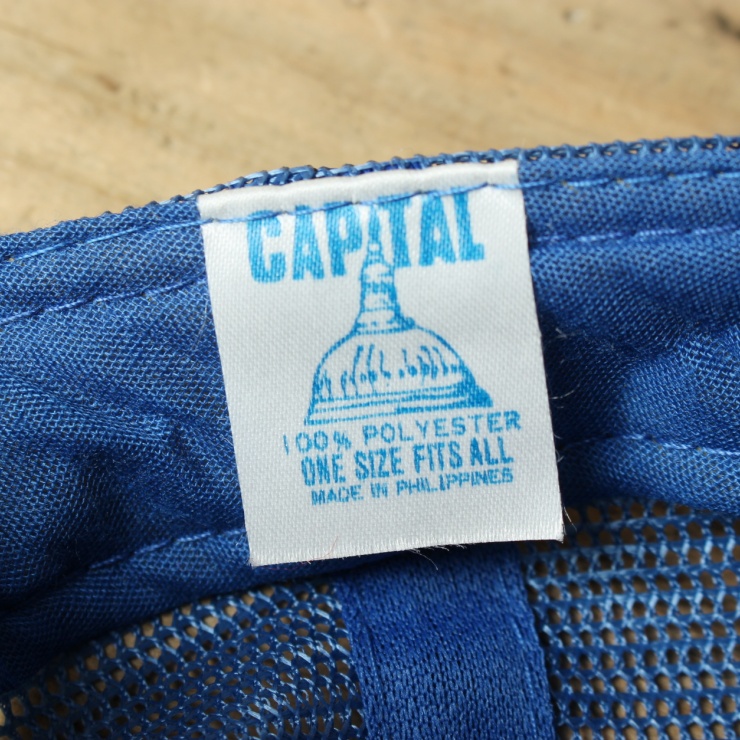 CAPITAL
100% POLYESTER
ONE SIZE FITS ALL
MADE IN PHILIPPINES